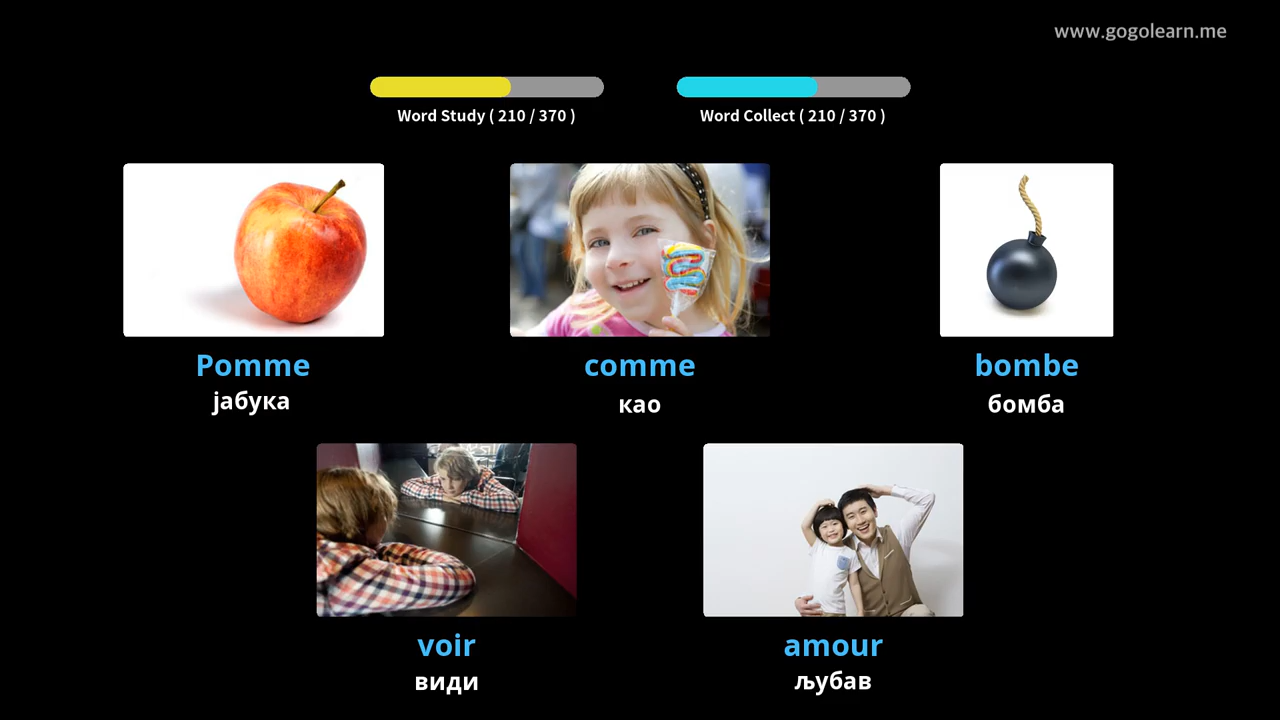 www.gogolearn.me
Word Study ( 210 / 370 )
Word Collect ( 210 / 370 )
Pomme
јабука
comme
као
bombe
бомба
voir
види
amour
љубав